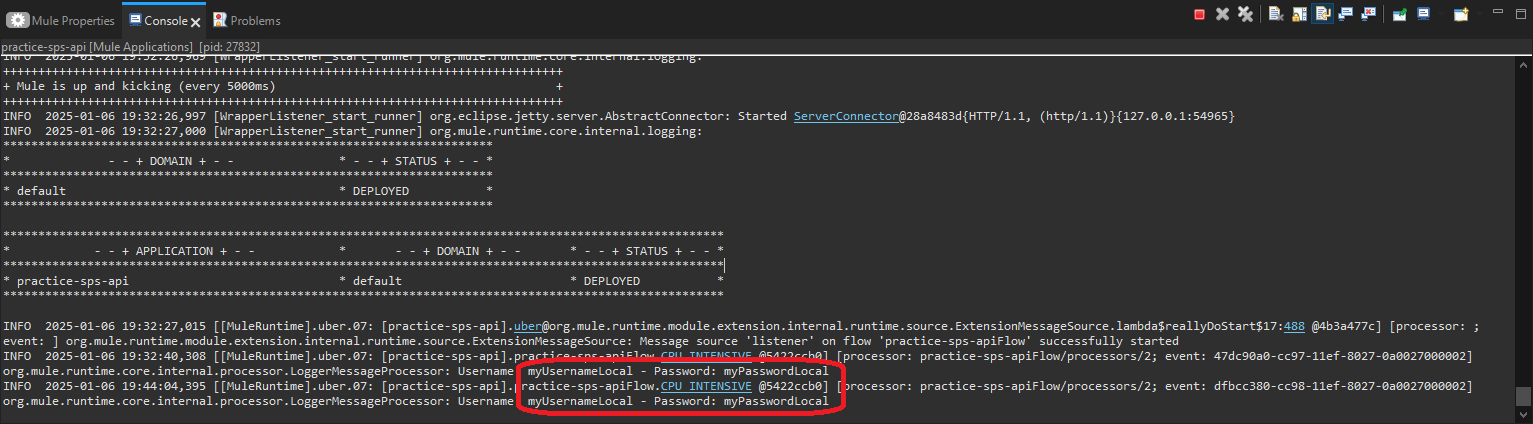 Mule Properties Console Problems
practice-sps-api [Mule Applications] [pid: 27832]
INFO 2025-01-06 19:32:26,989 [WrapperListener_start_runner] org.mule.runtime.core.internal.logging:
++++++++++++++++++++++++++++++++++++++++++++++++++++++++++++++++++++++++++++
+ Mule is up and kicking (every 5000ms) +
++++++++++++++++++++++++++++++++++++++++++++++++++++++++++++++++++++++++++++
INFO 2025-01-06 19:32:26,997 [WrapperListener_start_runner] org.eclipse.jetty.server.AbstractConnector: Started ServerConnector@28a8483d{HTTP/1.1, (http/1.1)}{127.0.0.1:54965}
INFO 2025-01-06 19:32:27,000 [WrapperListener_start_runner] org.mule.runtime.core.internal.logging:
******************************************************************
* - - + DOMAIN + - - * - - + STATUS + - - *
******************************************************************
* default * DEPLOYED *
******************************************************************
*************************************************************************************************
* - - + APPLICATION + - - * - - + DOMAIN + - - * - - + STATUS + - - *
*************************************************************************************************
* practice-sps-api * default * DEPLOYED *
*************************************************************************************************
INFO 2025-01-06 19:32:27,015 [[MuleRuntime].uber.07: [practice-sps-api].uber@org.mule.runtime.module.extension.internal.runtime.source.ExtensionMessageSource.lambda$reallyDoStart$17:488 @4b3a477c] [processor: ;
event: ] org.mule.runtime.module.extension.internal.runtime.source.ExtensionMessageSource: Message source 'listener' on flow 'practice-sps-apiFlow' successfully started
INFO 2025-01-06 19:32:40,308 [[MuleRuntime].uber.07: [practice-sps-api].practice-sps-apiFlow.CPU_INTENSIVE @5422ccb0] [processor: practice-sps-apiFlow/processors/2; event: 47dc90a0-cc97-11ef-8027-0a0027000002]
org.mule.runtime.core.internal.processor.LoggerMessageProcessor: Username: myUsernameLocal - Password: myPasswordLocal
INFO 2025-01-06 19:44:04,395 [[MuleRuntime].uber.07: [practice-sps-api].practice-sps-apiFlow.CPU_INTENSIVE @5422ccb0] [processor: practice-sps-apiFlow/processors/2; event: dfbcc380-cc98-11ef-8027-0a0027000002]
org.mule.runtime.core.internal.processor.LoggerMessageProcessor: Username: myUsernameLocal - Password: myPasswordLocal